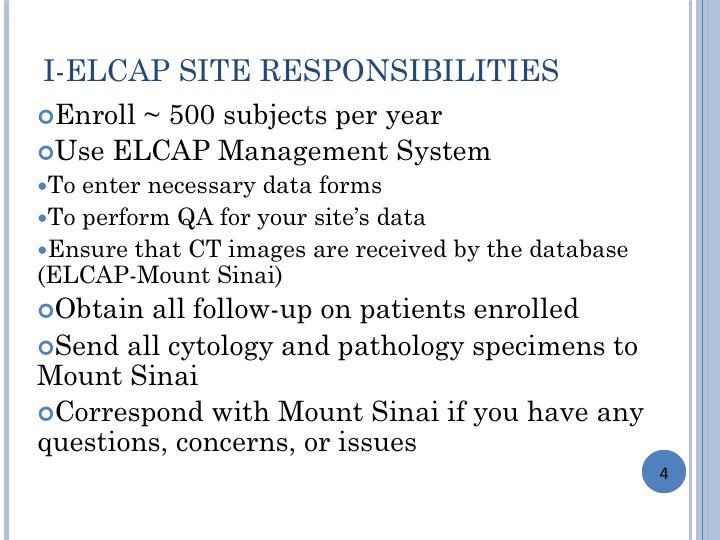 I-ELCAP SITE RESPONSIBILITIES
Enroll ~ 500 subjects per year
Use ELCAP Management System
•To enter necessary data forms
•To perform QA for your site’s data
•Ensure that CT images are received by the database
(ELCAP-Mount Sinai)
Obtain all follow-up on patients enrolled
Send all cytology and pathology specimens to
Mount Sinai
Correspond with Mount Sinai if you have any
questions, concerns, or issues
4